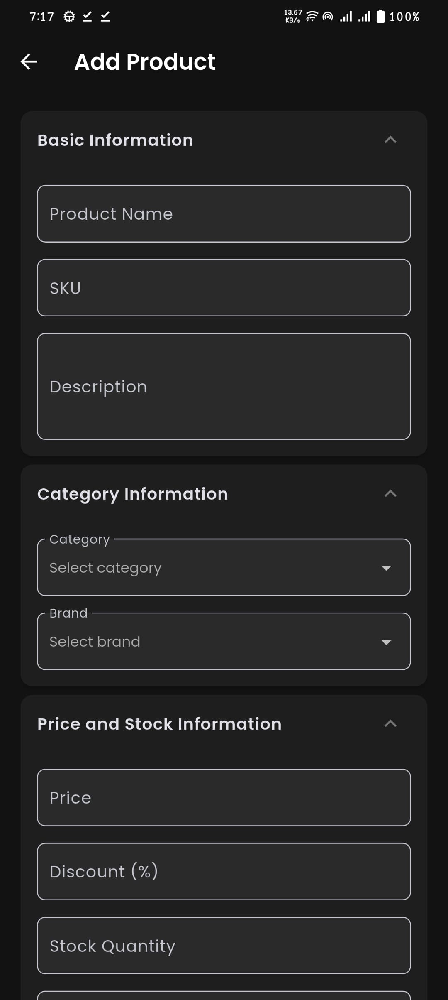 7:17
13.67
KB/s
100%
Add Product
Basic Information
Product Name
SKU
Description
Category Information
Category
Select category
Brand
Select brand
Price and Stock Information
Price
Discount (%)
Stock Quantity